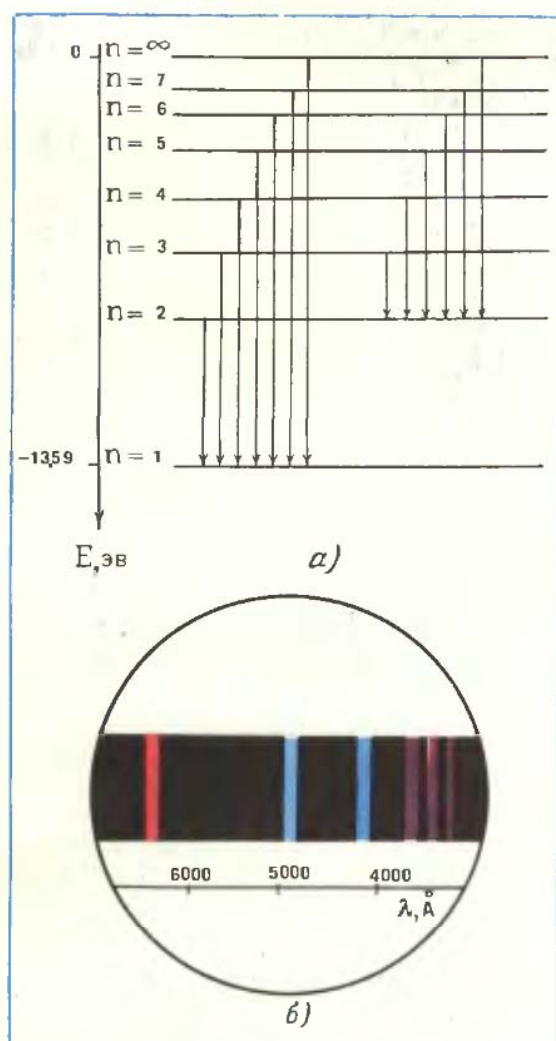 0 n = ∞
n = 7
n = 6
n = 5
n = 4
n = 3
n = 2
-13,59 n = 1
E, эв
а)
6000 5000 4000
λ, Å
б)